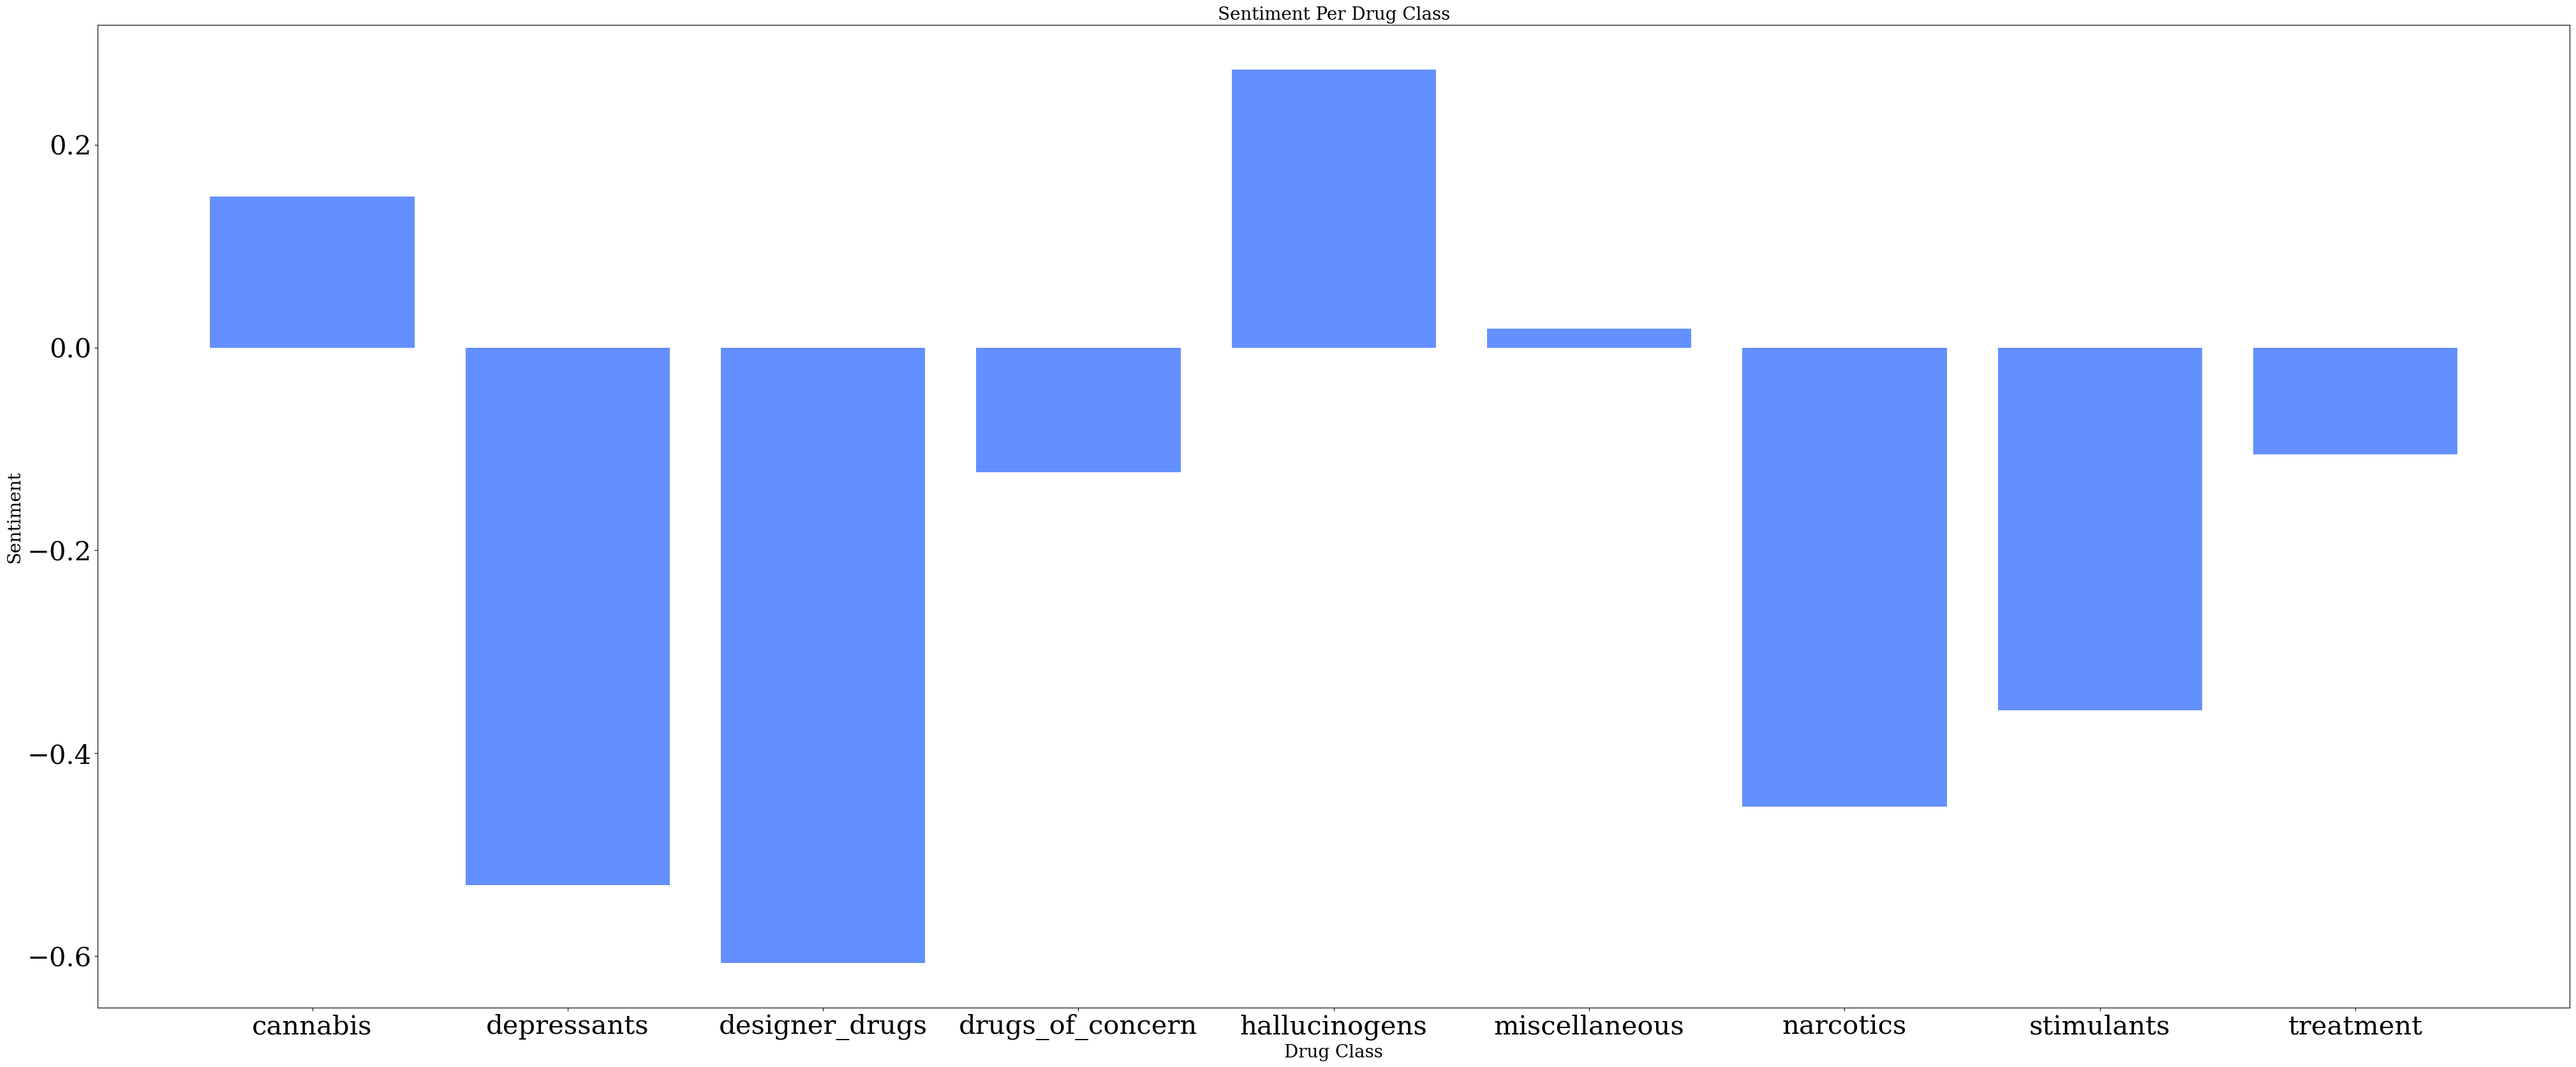 Sentiment Per Drug Class
Sentiment
0.2
0.0
−0.2
−0.4
−0.6
cannabis depressants designer_drugs drugs_of_concern hallucinogens miscellaneous narcotics stimulants treatment
Drug Class